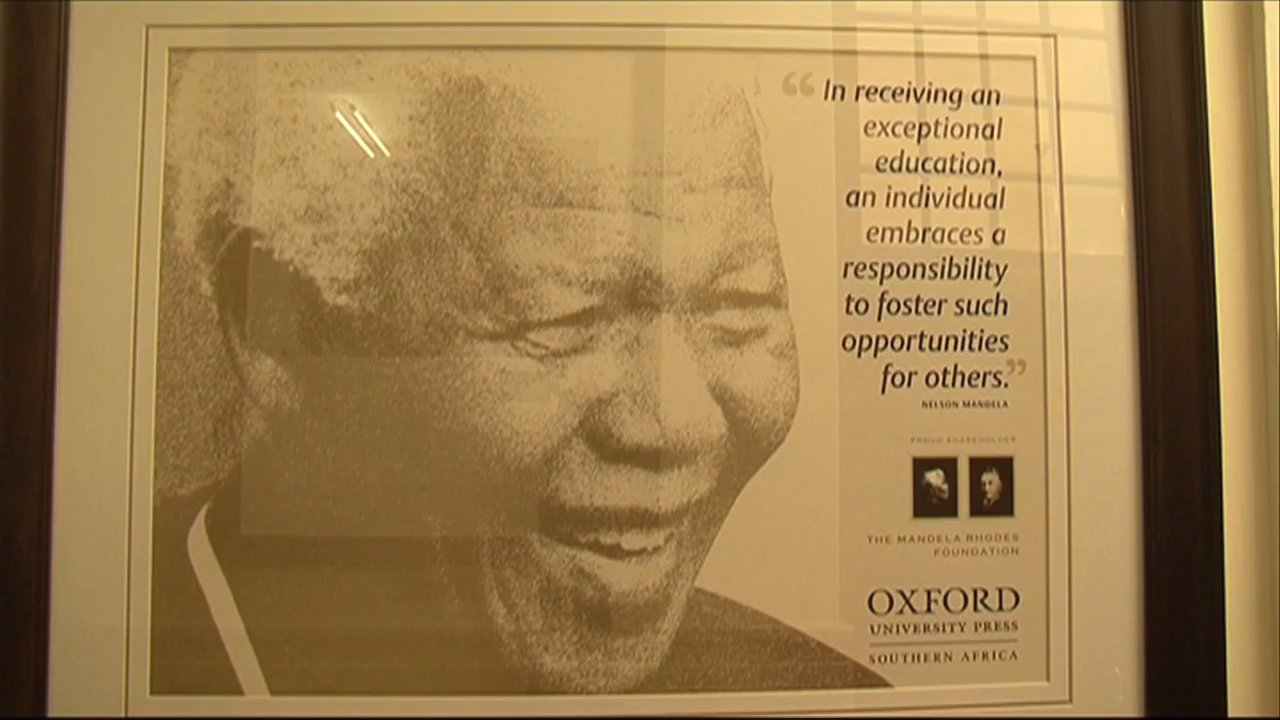 “In receiving an
exceptional
education,
an individual
embraces a
responsibility
to foster such
opportunities
for others.”
NELSON MANDELA
PROUD SHAREHOLDER
THE MANDELA RHODES
FOUNDATION
OXFORD
UNIVERSITY PRESS
SOUTHERN AFRICA